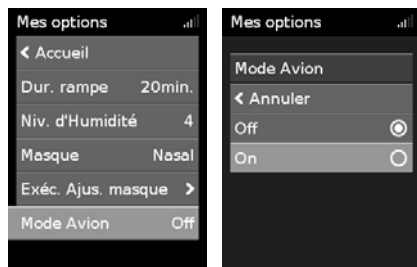 Mes options
< Accueil
Dur. rampe 20min.
Niv. d'Humidité 4
Masque Nasal
Exéc. Ajus. masque >
Mode Avion Off
Mes options
Mode Avion
< Annuler
Off
On